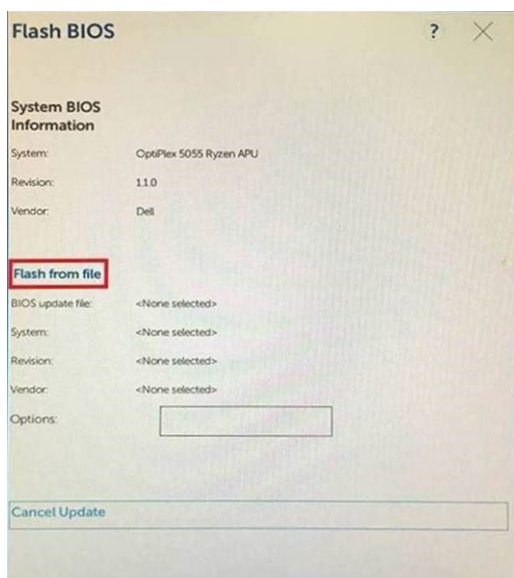 Flash BIOS ?
System BIOS
Information
System: OptiPlex 5055 Ryzen APU
Revision: 1.1.0
Vendor: Dell
Flash from file
BIOS update file: <None selected>
System: <None selected>
Revision: <None selected>
Vendor: <None selected>
Options:
Cancel Update